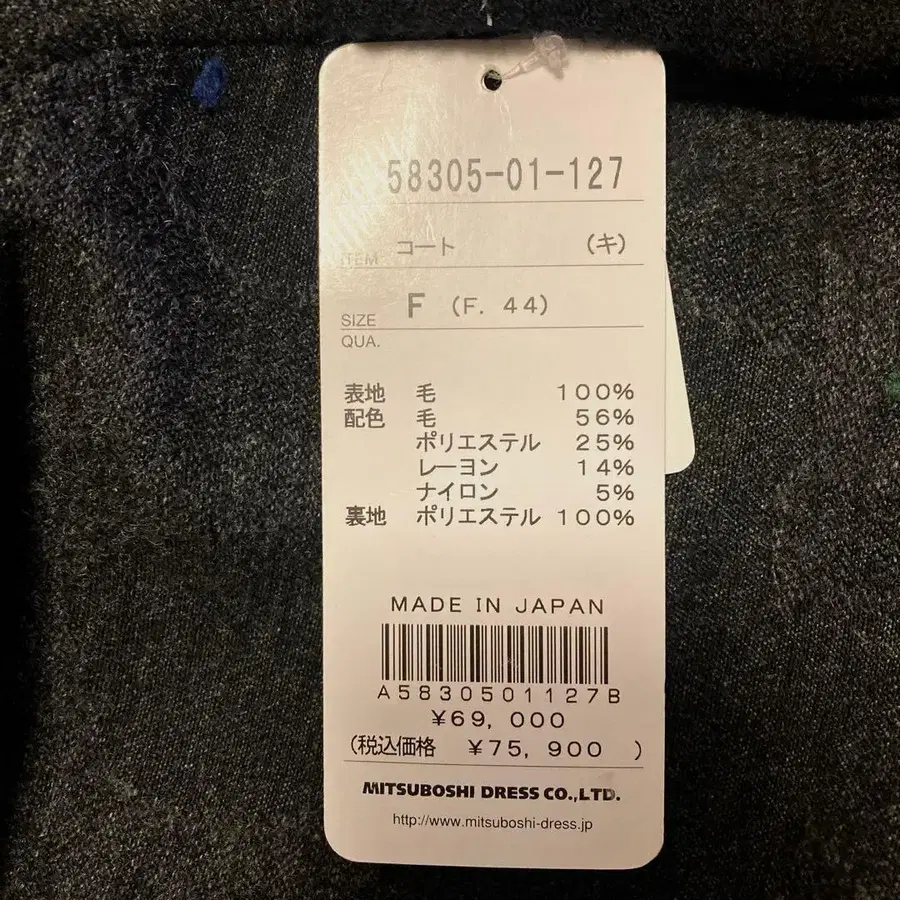 58305-01-127
ITEM コート (キ)
SIZE F (F. 44)
QUA.
表地 毛 100%
配色 毛 56%
ポリエステル 25%
レーヨン 14%
ナイロン 5%
裏地 ポリエステル 100%
MADE IN JAPAN
A5830501127B
¥69,000
(税込価格 ¥75,900 )
MITSUBOSHI DRESS CO.,LTD.
http://www.mitsuboshi-dress.jp